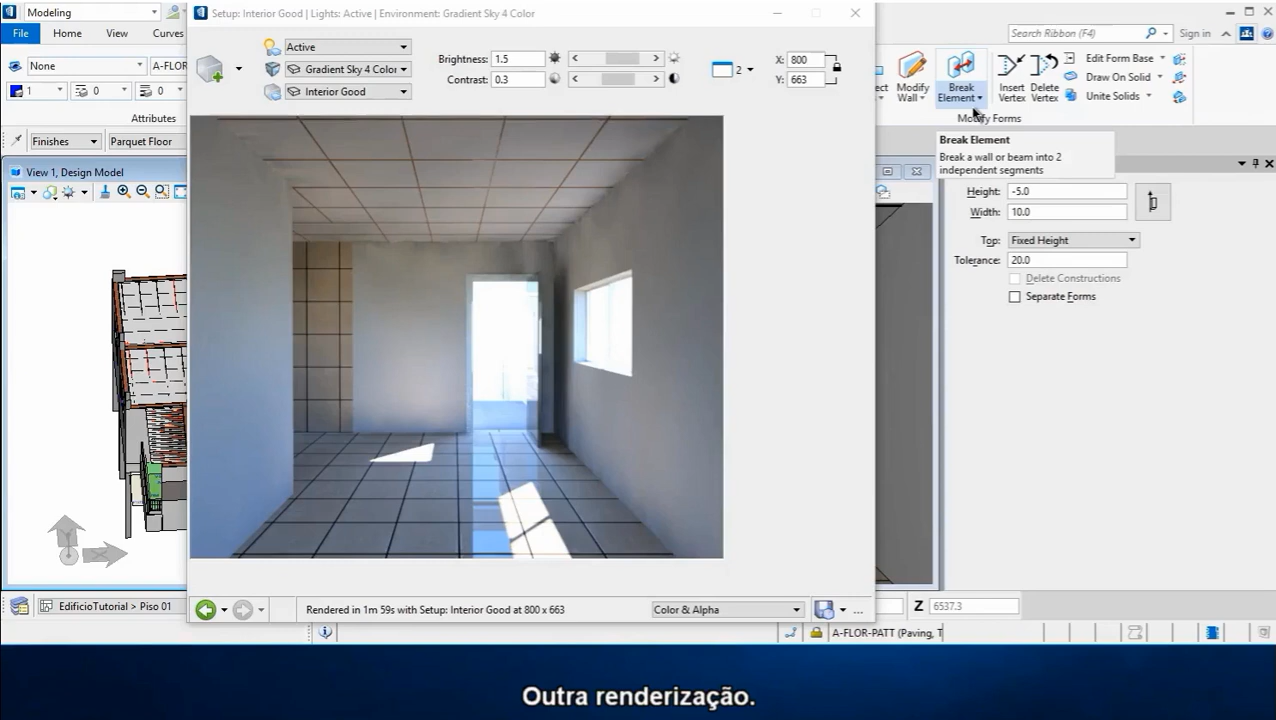 Modeling
Setup: Interior Good | Lights: Active | Environment: Gradient Sky 4 Color
File
Home
View
Curves
Search Ribbon (F4)
Sign in
None
1
0
0
Attributes
Finishes
Parquet Floor
View 1, Design Model
Active
Gradient Sky 4 Color
Interior Good
Brightness: 1.5
Contrast: 0.3
2
X: 800
Y: 663
Modify
Wall
Break
Element
Insert
Vertex
Delete
Vertex
Edit Form Base
Draw On Solid
Unite Solids
Modify Forms
Break Element
Break a wall or beam into 2
independent segments
Height: -5.0
Width: 10.0
Top: Fixed Height
Tolerance: 20.0
Delete Constructions
Separate Forms
EdificioTutorial > Piso 01
Rendered in 1m 59s with Setup: Interior Good at 800 x 663
Color & Alpha
Z 6537.3
A-FLOR-PATT (Paving, T
Outra renderização.